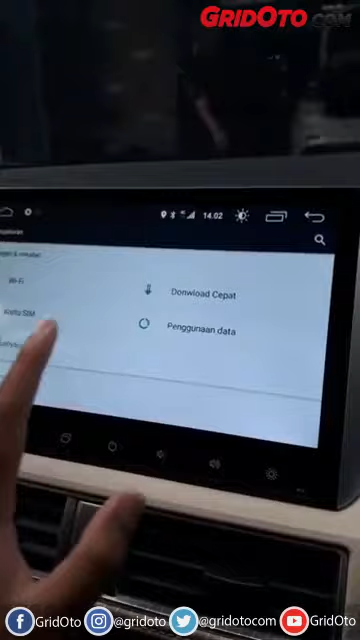 GRIDOTO.COM
14.02
Wi-Fi
Donwload Cepat
Kartu SIM
Penggunaan data
GridOto
@gridoto
@gridotocom
GridOto